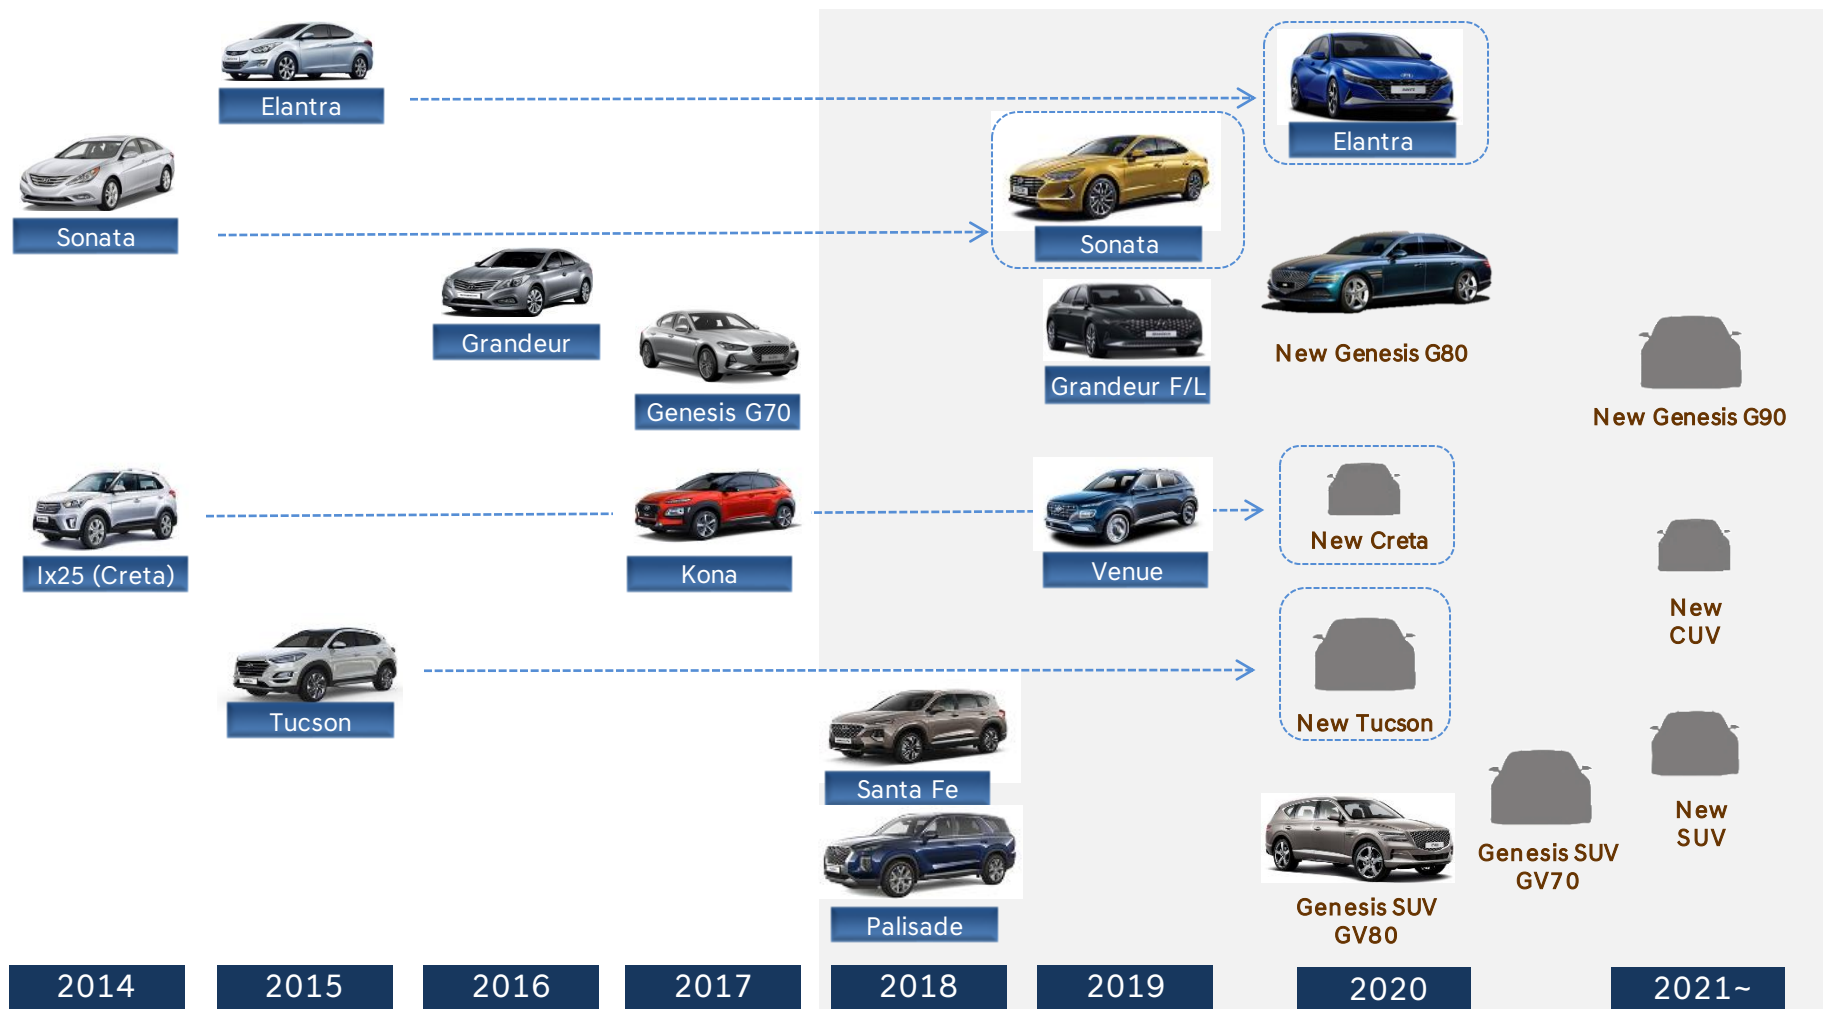 Elantra
Elantra
Sonata
Sonata
Grandeur
New Genesis G80
Grandeur F/L
Genesis G70
New Genesis G90
New Creta
Ix25 (Creta)
Kona
Venue
New
CUV
Tucson
New Tucson
Santa Fe
New
SUV
Genesis SUV
GV70
Palisade
Genesis SUV
GV80
2014
2015
2016
2017
2018
2019
2020
2021~